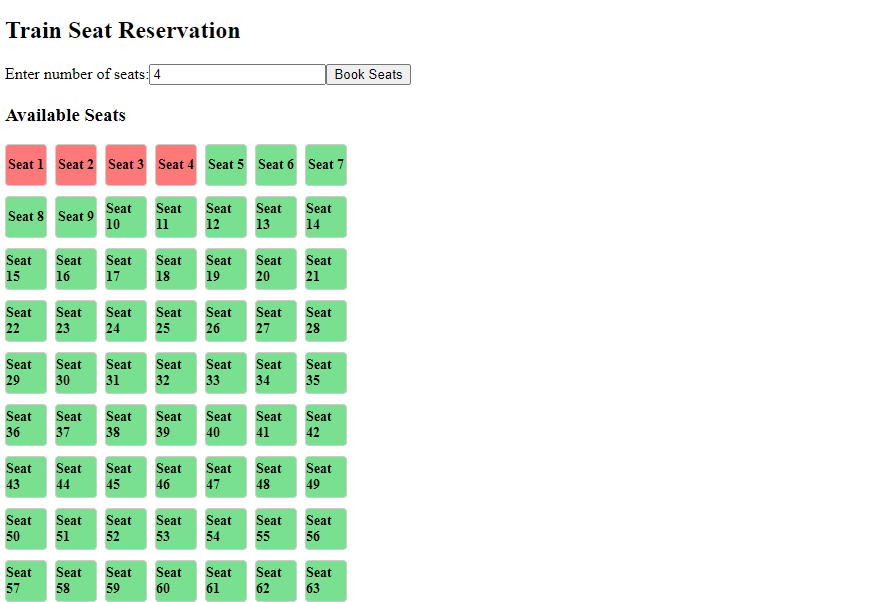 Train Seat Reservation
Enter number of seats: 4 Book Seats
Available Seats
Seat 1 Seat 2 Seat 3 Seat 4 Seat 5 Seat 6 Seat 7
Seat 8 Seat 9 Seat 10 Seat 11 Seat 12 Seat 13 Seat 14
Seat 15 Seat 16 Seat 17 Seat 18 Seat 19 Seat 20 Seat 21
Seat 22 Seat 23 Seat 24 Seat 25 Seat 26 Seat 27 Seat 28
Seat 29 Seat 30 Seat 31 Seat 32 Seat 33 Seat 34 Seat 35
Seat 36 Seat 37 Seat 38 Seat 39 Seat 40 Seat 41 Seat 42
Seat 43 Seat 44 Seat 45 Seat 46 Seat 47 Seat 48 Seat 49
Seat 50 Seat 51 Seat 52 Seat 53 Seat 54 Seat 55 Seat 56
Seat 57 Seat 58 Seat 59 Seat 60 Seat 61 Seat 62 Seat 63